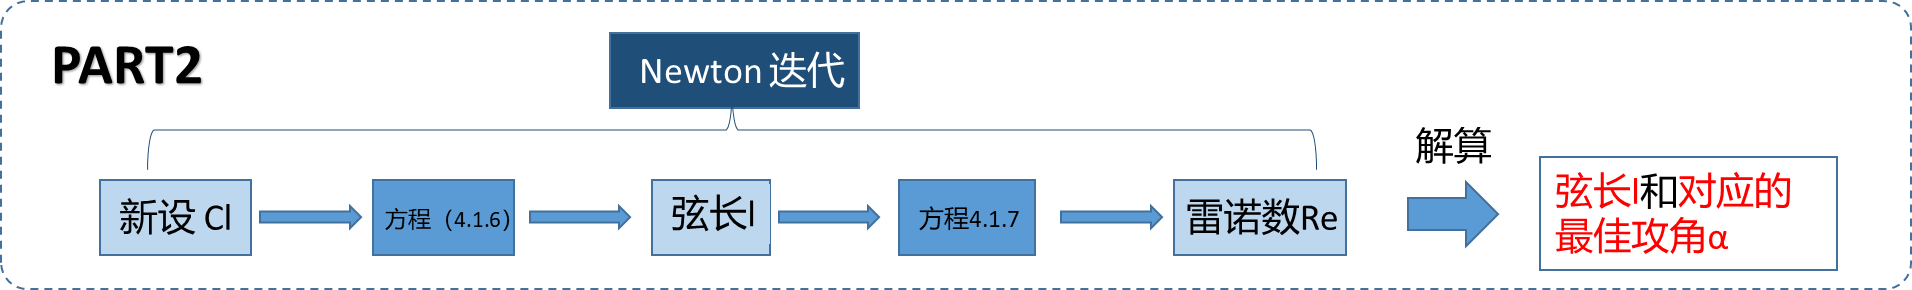 PART2
Newton 迭代
新设 Cl
方程（4.1.6）
弦长l
方程4.1.7
雷诺数Re
解算
弦长l和对应的
最佳攻角α